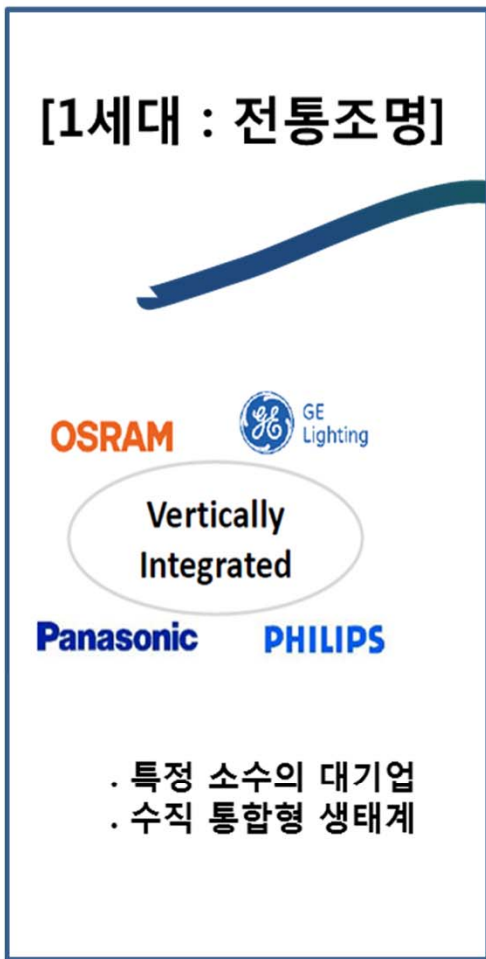 [1세대 : 전통조명]
OSRAM
GE
Lighting
Vertically
Integrated
Panasonic
PHILIPS
. 특정 소수의 대기업
. 수직 통합형 생태계